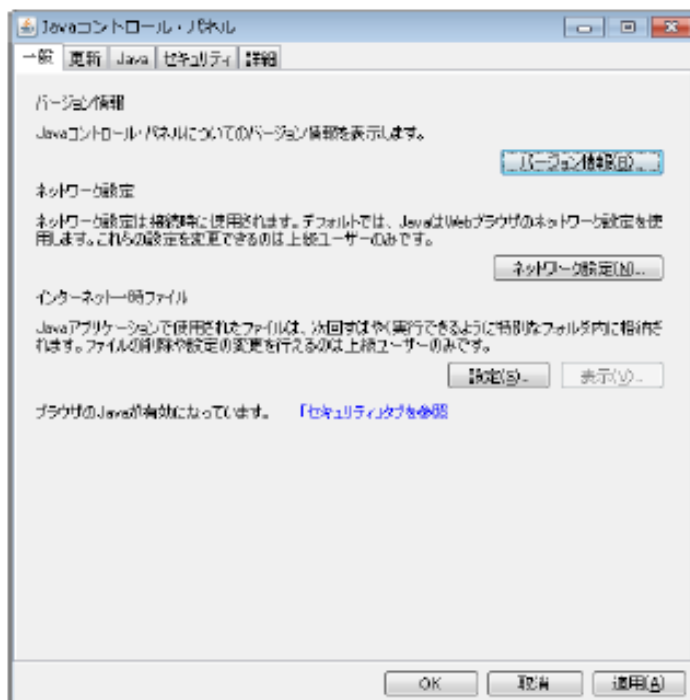 Javaコントロール・パネル
一般 更新 Java セキュリティ 詳細
バージョン情報
Javaコントロール・パネルについてのバージョン情報を表示します。
バージョン情報(B)...
ネットワーク設定
ネットワーク設定は接続時に使用されます。デフォルトでは、JavaはWebブラウザのネットワーク設定を使
用します。これらの設定を変更できるのは上級ユーザーのみです。
ネットワーク設定(N)...
インターネット一時ファイル
Javaアプリケーションで使用されたファイルは、次回すばやく実行できるように特別なフォルダ内に格納さ
れます。ファイルの削除や設定の変更を行えるのは上級ユーザーのみです。
設定(S)... 表示(V)...
ブラウザのJavaが有効になっています。 「セキュリティ」タブを参照
OK 取消 適用(A)